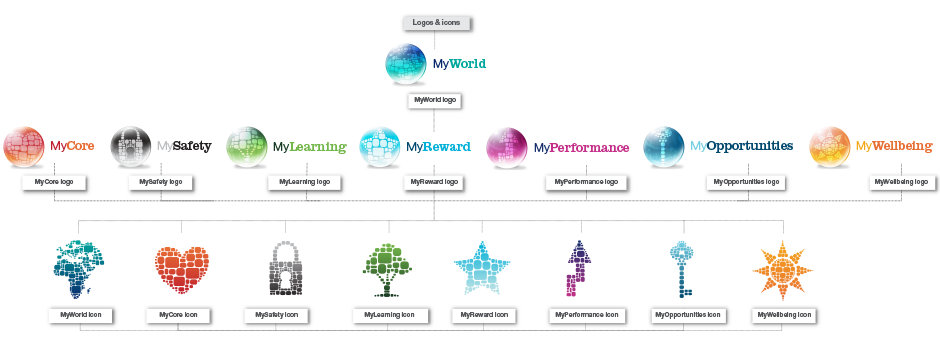 Logos & icons
MyWorld
MyWorld logo
MyCore
MySafety
MyLearning
MyReward
MyPerformance
MyOpportunities
MyWellbeing
MyCore logo
MySafety logo
MyLearning logo
MyReward logo
MyPerformance logo
MyOpportunities logo
MyWellbeing logo
MyWorld icon
MyCore icon
MySafety icon
MyLearning icon
MyReward icon
MyPerformance icon
MyOpportunities icon
MyWellbeing icon